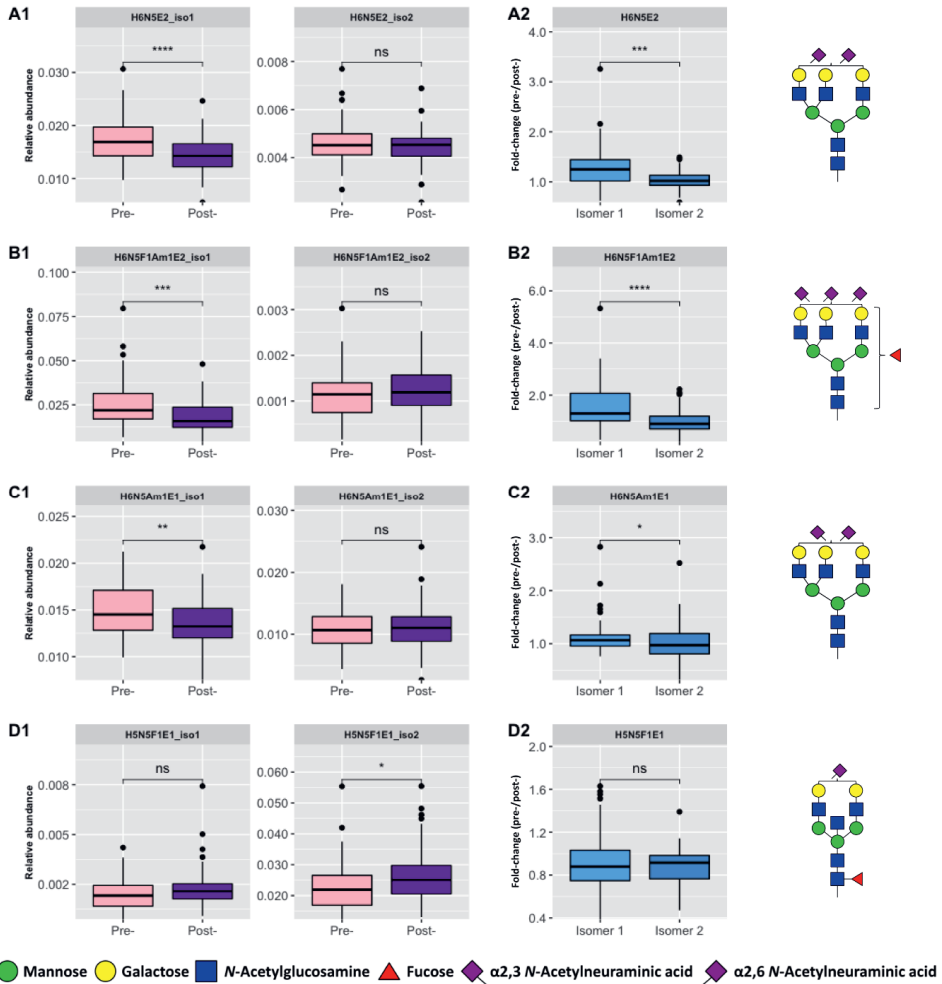 A1
H6N5E2_iso1
H6N5E2_iso2
A2
H6N5E2
Relative abundance
0.030
0.020
0.010
****
Pre-
Post-
0.008
0.006
0.004
ns
Pre-
Post-
Fold-change (pre-/post-)
4.0
3.0
2.0
1.0
***
Isomer 1
Isomer 2
B1
H6N5F1Am1E2_iso1
H6N5F1Am1E2_iso2
B2
H6N5F1Am1E2
Relative abundance
0.100
0.075
0.050
0.025
***
Pre-
Post-
0.003
0.002
0.001
ns
Pre-
Post-
Fold-change (pre-/post-)
6.0
4.0
2.0
****
Isomer 1
Isomer 2
C1
H6N5Am1E1_iso1
H6N5Am1E1_iso2
C2
H6N5Am1E1
Relative abundance
0.025
0.020
0.015
0.010
**
Pre-
Post-
0.030
0.020
0.010
ns
Pre-
Post-
Fold-change (pre-/post-)
3.0
2.0
1.0
*
Isomer 1
Isomer 2
D1
H5N5F1E1_iso1
H5N5F1E1_iso2
D2
H5N5F1E1
Relative abundance
0.008
0.005
0.002
ns
Pre-
Post-
0.060
0.050
0.040
0.030
0.020
*
Pre-
Post-
Fold-change (pre-/post-)
2.0
1.6
1.2
0.8
0.4
ns
Isomer 1
Isomer 2
Mannose Galactose N-Acetylglucosamine Fucose α2,3 N-Acetylneuraminic acid α2,6 N-Acetylneuraminic acid